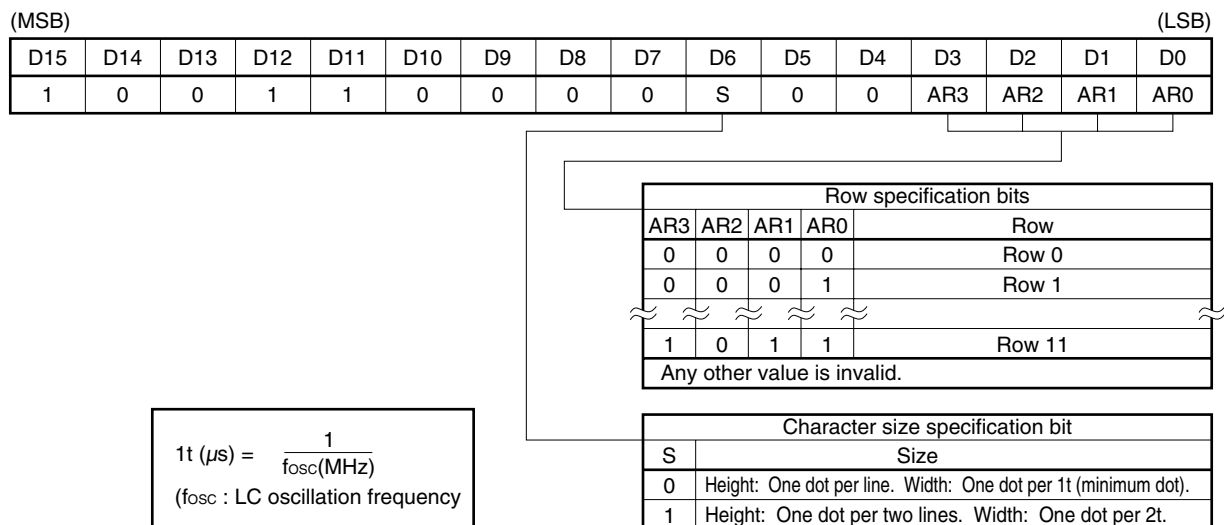 (MSB) (LSB)
D15 D14 D13 D12 D11 D10 D9 D8 D7 D6 D5 D4 D3 D2 D1 D0
1 0 0 1 1 0 0 0 0 S 0 0 AR3 AR2 AR1 AR0
Row specification bits
AR3 AR2 AR1 AR0 Row
0 0 0 0 Row 0
0 0 0 1 Row 1
1 0 1 1 Row 11
Any other value is invalid.
Character size specification bit
S Size
0 Height: One dot per line. Width: One dot per 1t (minimum dot).
1 Height: One dot per two lines. Width: One dot per 2t.
1t (μs) = 1
fosc(MHz)
(fosc : LC oscillation frequency